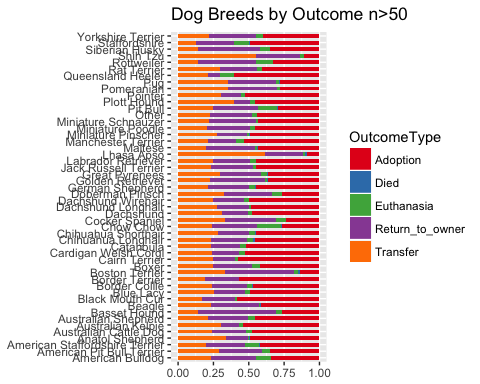 Dog Breeds by Outcome n>50
Yorkshire Terrier
Staffordshire
Siberian Husky
Shih Tzu
Rottweiler
Rat Terrier
Queensland Heeler
Pug
Pomeranian
Pointer
Plott Hound
Pit Bull
Other
Miniature Schnauzer
Miniature Poodle
Miniature Pinscher
Manchester Terrier
Maltese
Lhasa Apso
Labrador Retriever
Jack Russell Terrier
Great Pyrenees
Golden Retriever
German Shepherd
Doberman Pinsch
Dachshund Wirehair
Dachshund Longhair
Dachshund
Cocker Spaniel
Chow Chow
Chihuahua Shorthair
Chihuahua Longhair
Catahoula
Cardigan Welsh Corgi
Cairn Terrier
Boxer
Boston Terrier
Border Terrier
Border Collie
Blue Lacy
Black Mouth Cur
Beagle
Basset Hound
Australian Shepherd
Australian Kelpie
Australian Cattle Dog
Anatol Shepherd
American Staffordshire Terrier
American Pit Bull Terrier
American Bulldog
0.00 0.25 0.50 0.75 1.00
OutcomeType
Adoption
Died
Euthanasia
Return_to_owner
Transfer